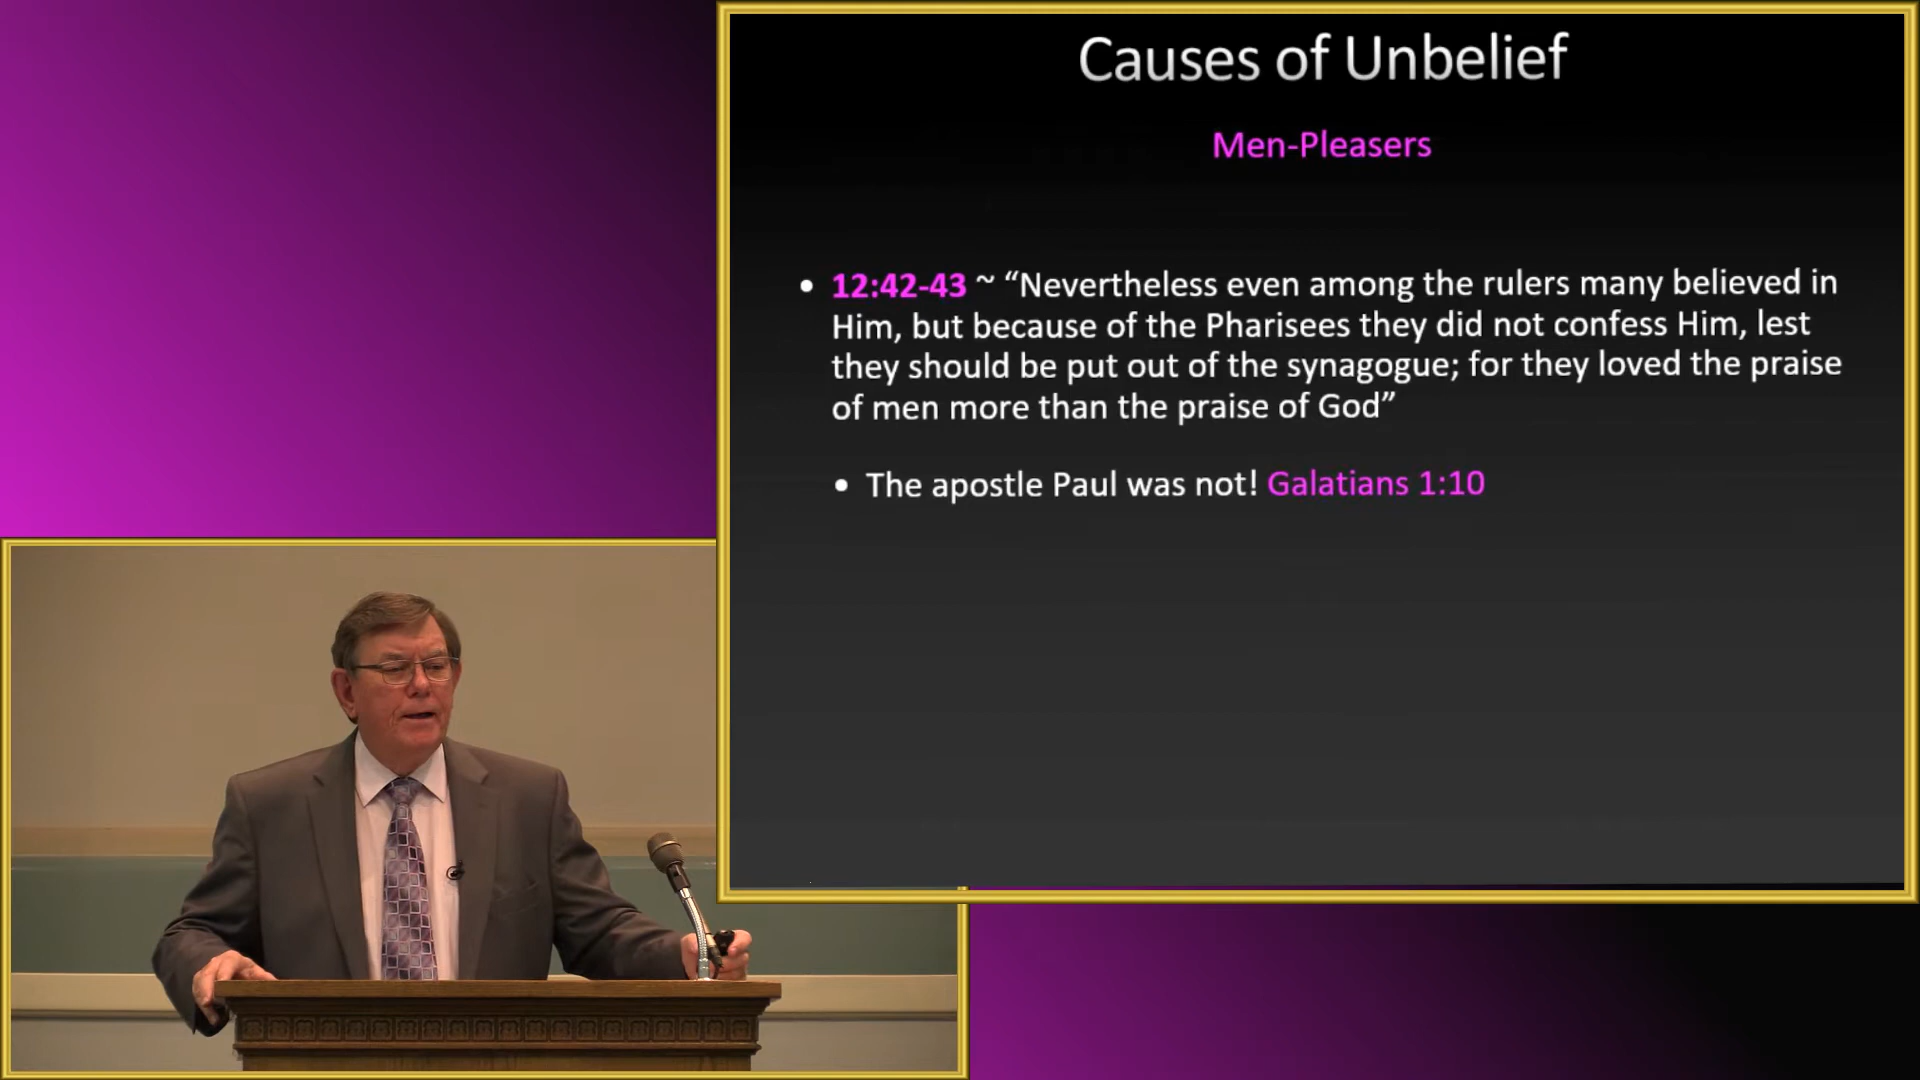 Causes of Unbelief
Men-Pleasers
• 12:42-43 ~ “Nevertheless even among the rulers many believed in
Him, but because of the Pharisees they did not confess Him, lest
they should be put out of the synagogue; for they loved the praise
of men more than the praise of God”
• The apostle Paul was not! Galatians 1:10